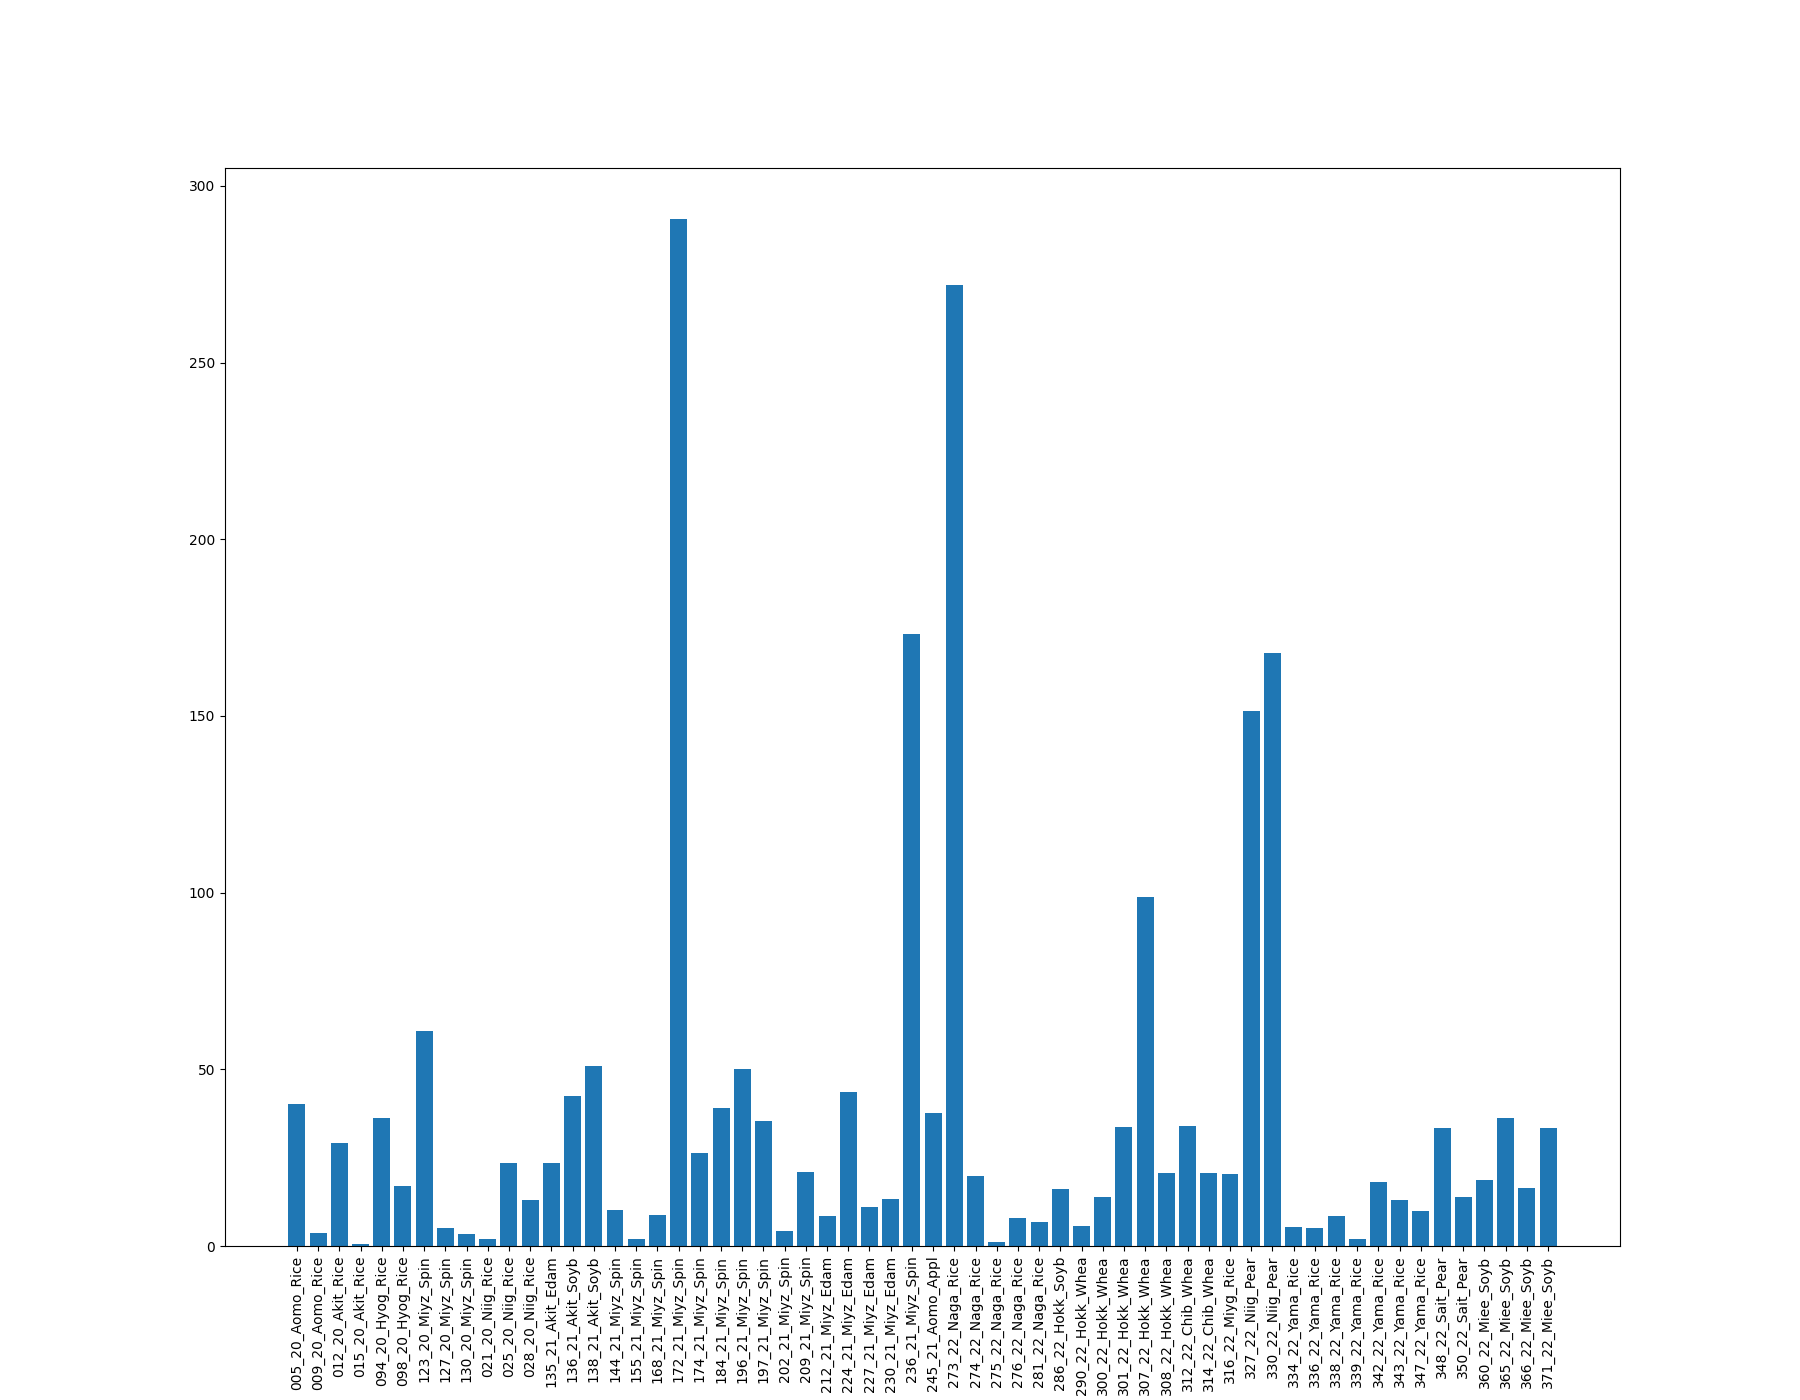 300
250
200
150
100
50
0
005_20_Aomo_Rice
009_20_Aomo_Rice
012_20_Akit_Rice
015_20_Akit_Rice
094_20_Hyog_Rice
098_20_Hyog_Rice
123_20_Miyz_Spin
127_20_Miyz_Spin
130_20_Miyz_Spin
021_20_Niig_Rice
025_20_Niig_Rice
028_20_Niig_Rice
135_21_Akit_Edam
136_21_Akit_Soyb
138_21_Akit_Soyb
144_21_Miyz_Spin
155_21_Miyz_Spin
168_21_Miyz_Spin
172_21_Miyz_Spin
174_21_Miyz_Spin
184_21_Miyz_Spin
196_21_Miyz_Spin
197_21_Miyz_Spin
202_21_Miyz_Spin
209_21_Miyz_Spin
212_21_Miyz_Edam
224_21_Miyz_Edam
227_21_Miyz_Edam
230_21_Miyz_Edam
236_21_Miyz_Spin
245_21_Aomo_Appl
273_22_Naga_Rice
274_22_Naga_Rice
275_22_Naga_Rice
276_22_Naga_Rice
281_22_Naga_Rice
286_22_Hokk_Soyb
290_22_Hokk_Whea
300_22_Hokk_Whea
301_22_Hokk_Whea
307_22_Hokk_Whea
308_22_Hokk_Whea
312_22_Chib_Whea
314_22_Chib_Whea
316_22_Miyg_Rice
327_22_Niig_Pear
330_22_Niig_Pear
334_22_Yama_Rice
336_22_Yama_Rice
338_22_Yama_Rice
339_22_Yama_Rice
342_22_Yama_Rice
343_22_Yama_Rice
347_22_Yama_Rice
348_22_Sait_Pear
350_22_Sait_Pear
360_22_Miee_Soyb
365_22_Miee_Soyb
366_22_Miee_Soyb
371_22_Miee_Soyb